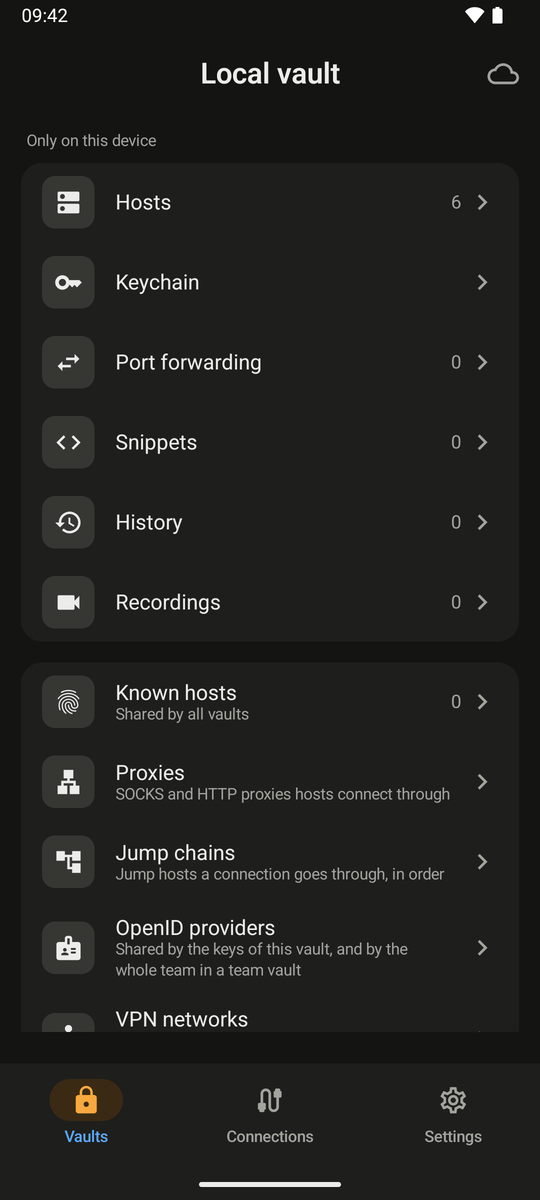 09:42
Local vault
Only on this device
Hosts 6
Keychain
Port forwarding 0
Snippets 0
History 0
Recordings 0
Known hosts 0
Shared by all vaults
Proxies
SOCKS and HTTP proxies hosts connect through
Jump chains
Jump hosts a connection goes through, in order
OpenID providers
Shared by the keys of this vault, and by the
whole team in a team vault
VPN networks
Vaults Connections Settings